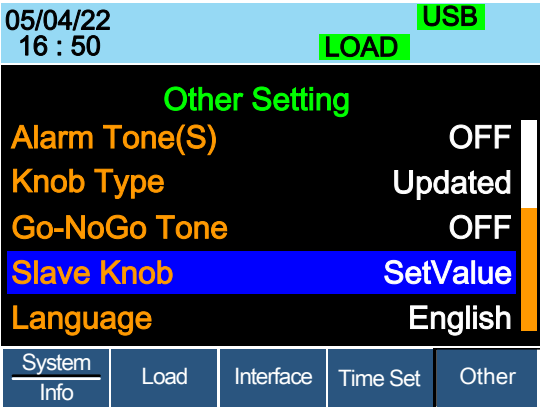 05/04/22 USB
16 : 50 LOAD
Other Setting
Alarm Tone(S) OFF
Knob Type Updated
Go-NoGo Tone OFF
Slave Knob SetValue
Language English
System Info Load Interface Time Set Other